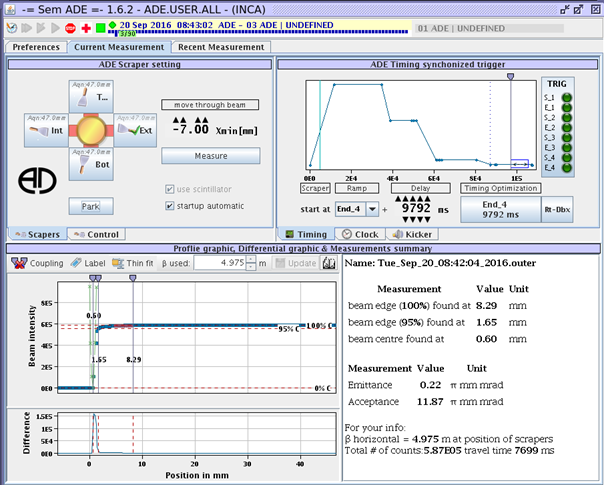 -= Sem ADE =- 1.6.2 - ADE.USER.ALL - (INCA)
STOP
20 Sep 2016 08:43:02 ADE - 03 ADE | UNDEFINED
01 ADE | UNDEFINED
3/30
Preferences Current Measurement Recent Measurement
ADE Scraper setting
Aqn:47.0mm
T...
Aqn:47.0mm
Int
Aqn:47.0mm
Ext
Aqn:47.0mm
Bot
Park
AD
move through beam
-7.00 Xmin[mm]
Measure
use scintillator
startup automatic
Scrapers Control
ADE Timing synchonized trigger
0E0 2E4 4E4 6E4 8E4 1E5
TRIG
S_1
E_1
S_2
E_2
S_3
E_3
S_4
E_4
Scraper Ramp Delay Timing Optimization
start at End_4 + 9792 ms
End_4
9792 ms
Rt-Dbx
Timing Clock Kicker
Proflie graphic, Differential graphic & Measurements summary
Coupling Label Thin fit β used: 4.975 m Update
Beam intensity
8E5
6E5
4E5
2E5
0E0
0.60
1.65
8.29
95% C
100% C
0% C
Difference
1.5E5
1E5
5E4
0E0
0 10 20 30 40
Position in mm
Name: Tue_Sep_20_08:42:04_2016.outer
Measurement Value Unit
beam edge (100%) found at 8.29 mm
beam edge (95%) found at 1.65 mm
beam centre found at 0.60 mm
Measurement Value Unit
Emittance 0.22 π mm mrad
Acceptance 11.87 π mm mrad
For your info:
β horizontal = 4.975 m at position of scrapers
Total # of counts:5.87E05 travel time 7699 ms